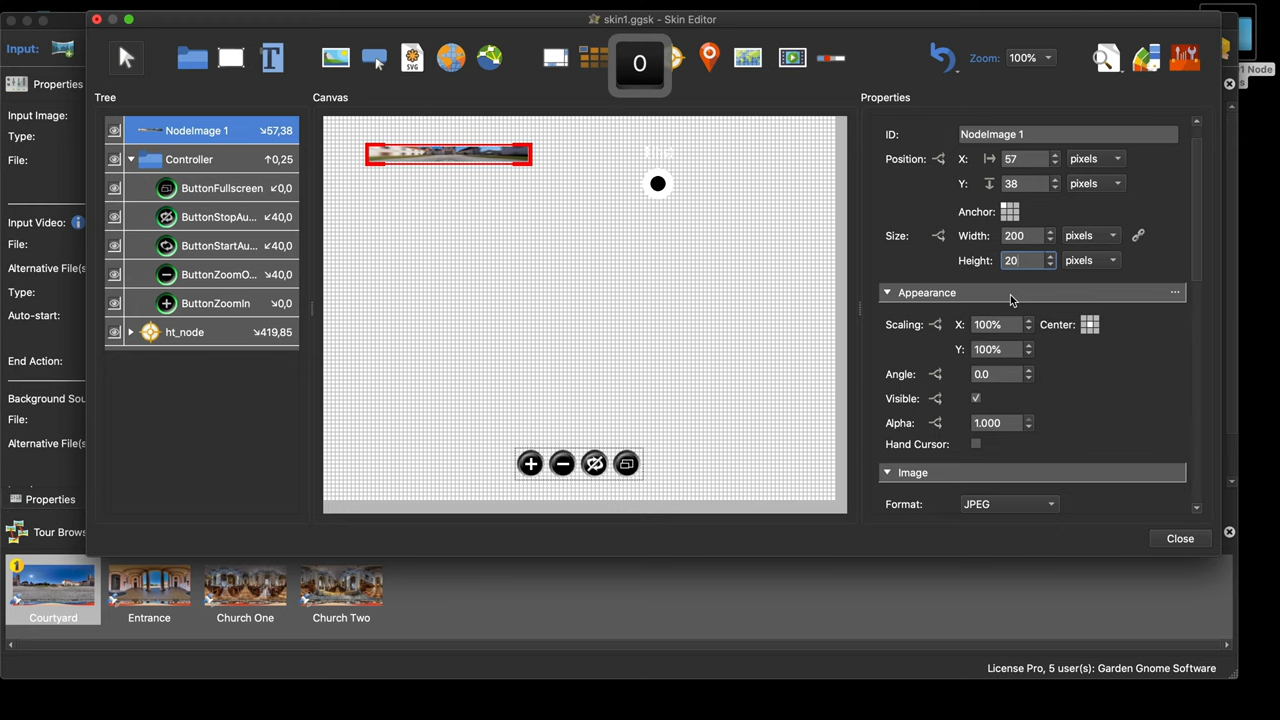 skin1.ggsk - Skin Editor
Input:
O
Zoom: 100%
1 Node
Properties
Tree
Canvas
Properties
Input Image:
Type:
File:
Input Video:
File:
Alternative File(s
Type:
Auto-start:
End Action:
Background Sou
File:
Alternative File(s
Properties
Tour Brows
NodeImage 1 ↘57,38
Controller ↑0,25
ButtonFullscreen ↙0,0
ButtonStopAu... ↙40,0
ButtonStartAu... ↙40,0
ButtonZoomO... ↘40,0
ButtonZoomIn ↘0,0
ht_node ↘419,85
ID: NodeImage 1
Position: X: 57 pixels
Y: 38 pixels
Anchor:
Size: Width: 200 pixels
Height: 20 pixels
Appearance ...
Scaling: X: 100% Center:
Y: 100%
Angle: 0.0
Visible:
Alpha: 1.000
Hand Cursor:
Image
Format: JPEG
Close
1
Courtyard
Entrance
Church One
Church Two
License Pro, 5 user(s): Garden Gnome Software